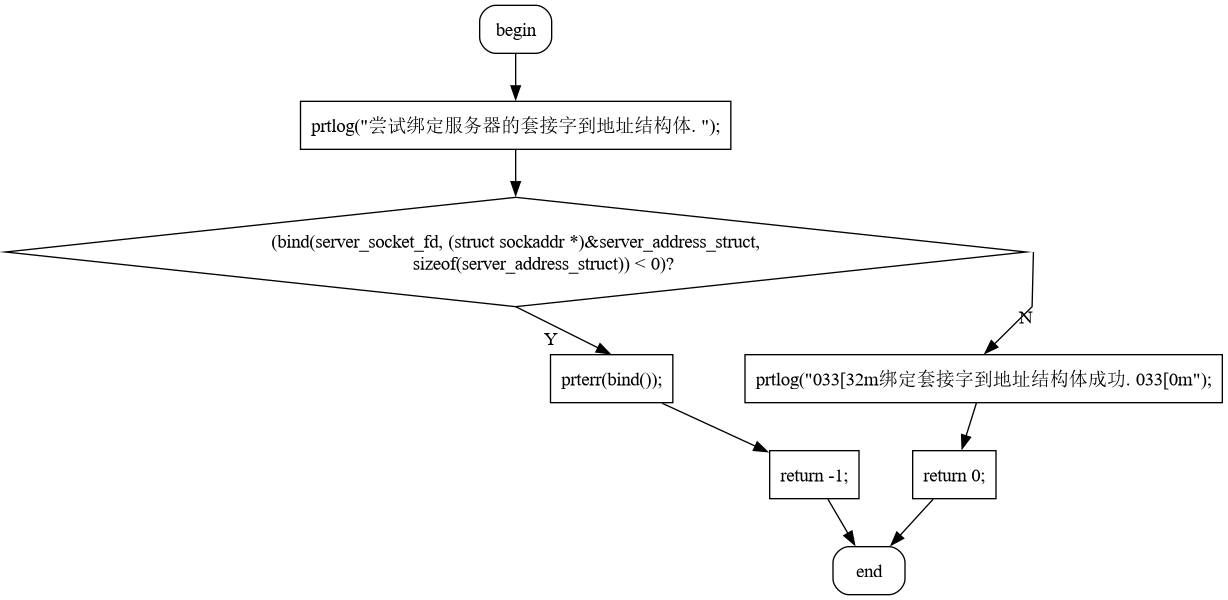 begin
prtlog("尝试绑定服务器的套接字到地址结构体. ");
(bind(server_socket_fd, (struct sockaddr *)&server_address_struct,
sizeof(server_address_struct)) < 0)?
Y
N
prterr(bind());
prtlog("033[32m绑定套接字到地址结构体成功. 033[0m");
return -1;
return 0;
end